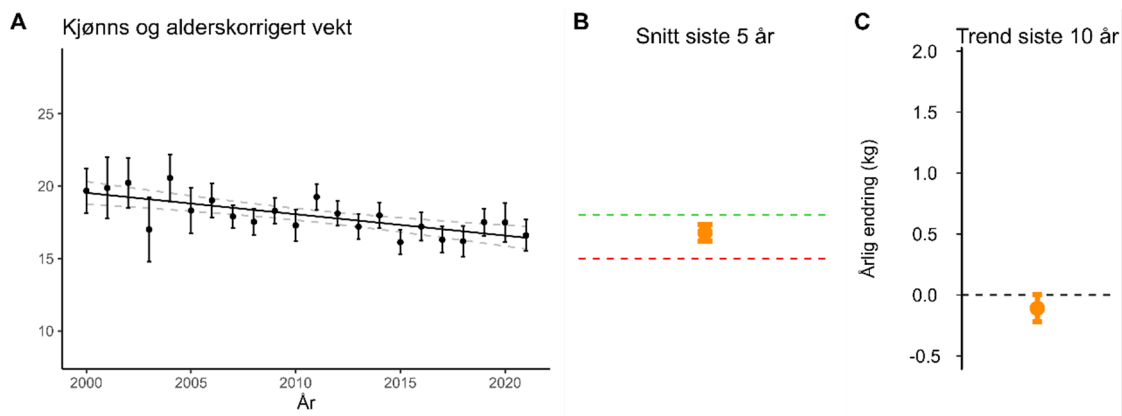 A
Kjønns og alderskorrigert vekt
25
20
15
10
2000
2005
2010
2015
2020
År
B
Snitt siste 5 år
C
Trend siste 10 år
Årlig endring (kg)
2.0
1.5
1.0
0.5
0.0
-0.5